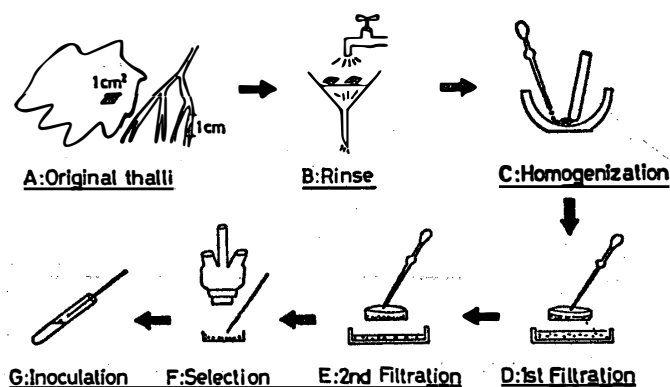 1cm²
1cm
A:Original thalli
B:Rinse
C:Homogenization
G:Inoculation
F:Selection
E:2nd Filtration
D:1st Filtration